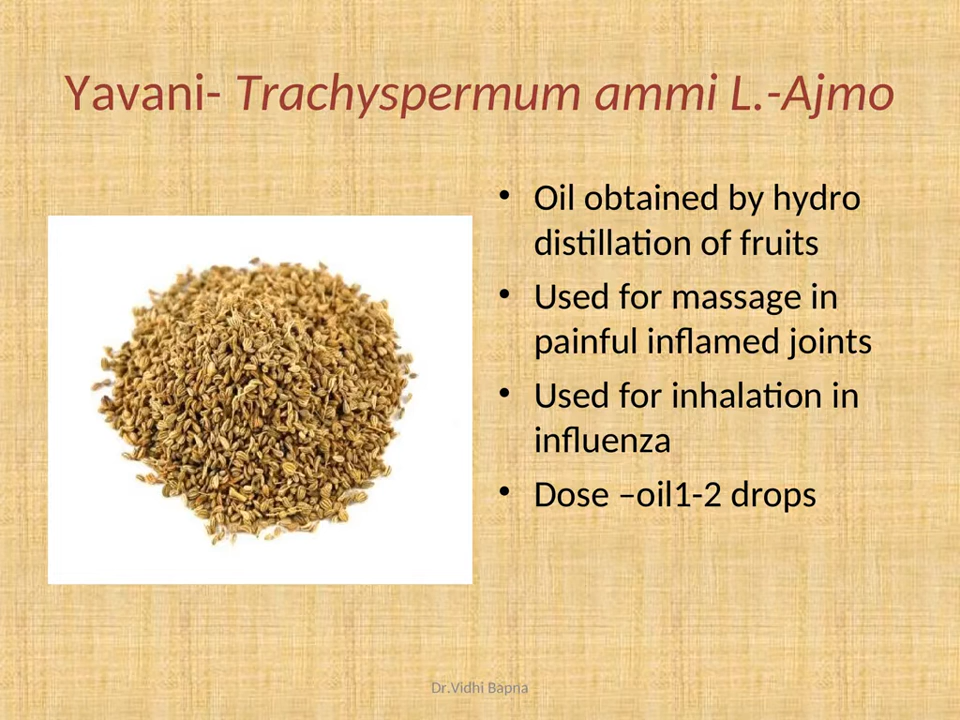 Yavani- Trachyspermum ammi L.-Ajmo
• Oil obtained by hydro
distillation of fruits
• Used for massage in
painful inflamed joints
• Used for inhalation in
influenza
• Dose –oil1-2 drops
Dr.Vidhi Bapna